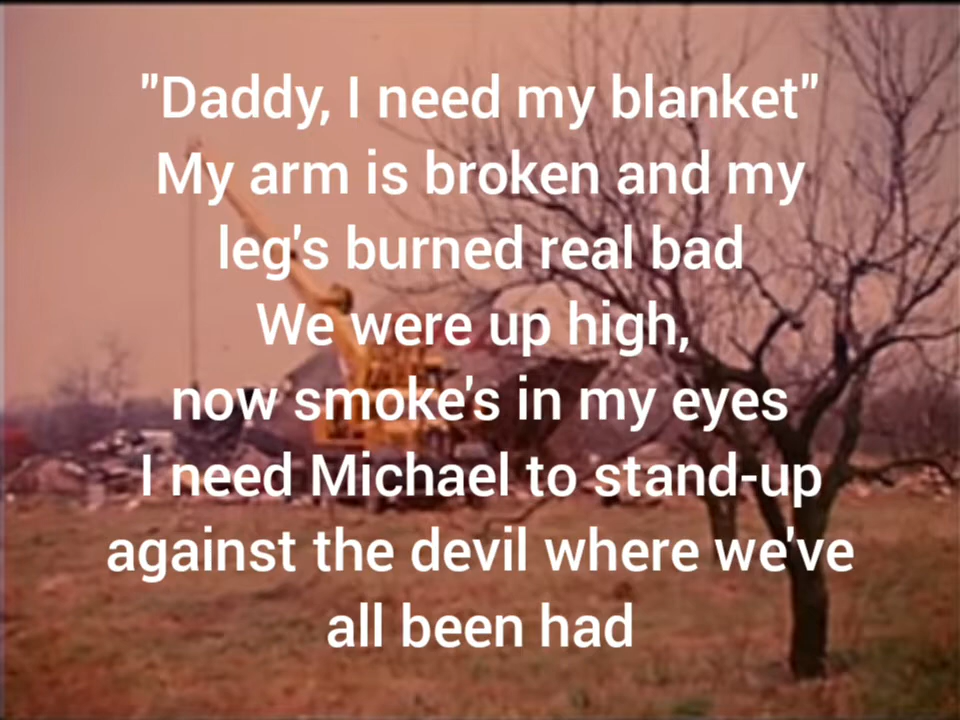 "Daddy, I need my blanket"
My arm is broken and my
leg's burned real bad
We were up high,
now smoke's in my eyes
I need Michael to stand-up
against the devil where we've
all been had